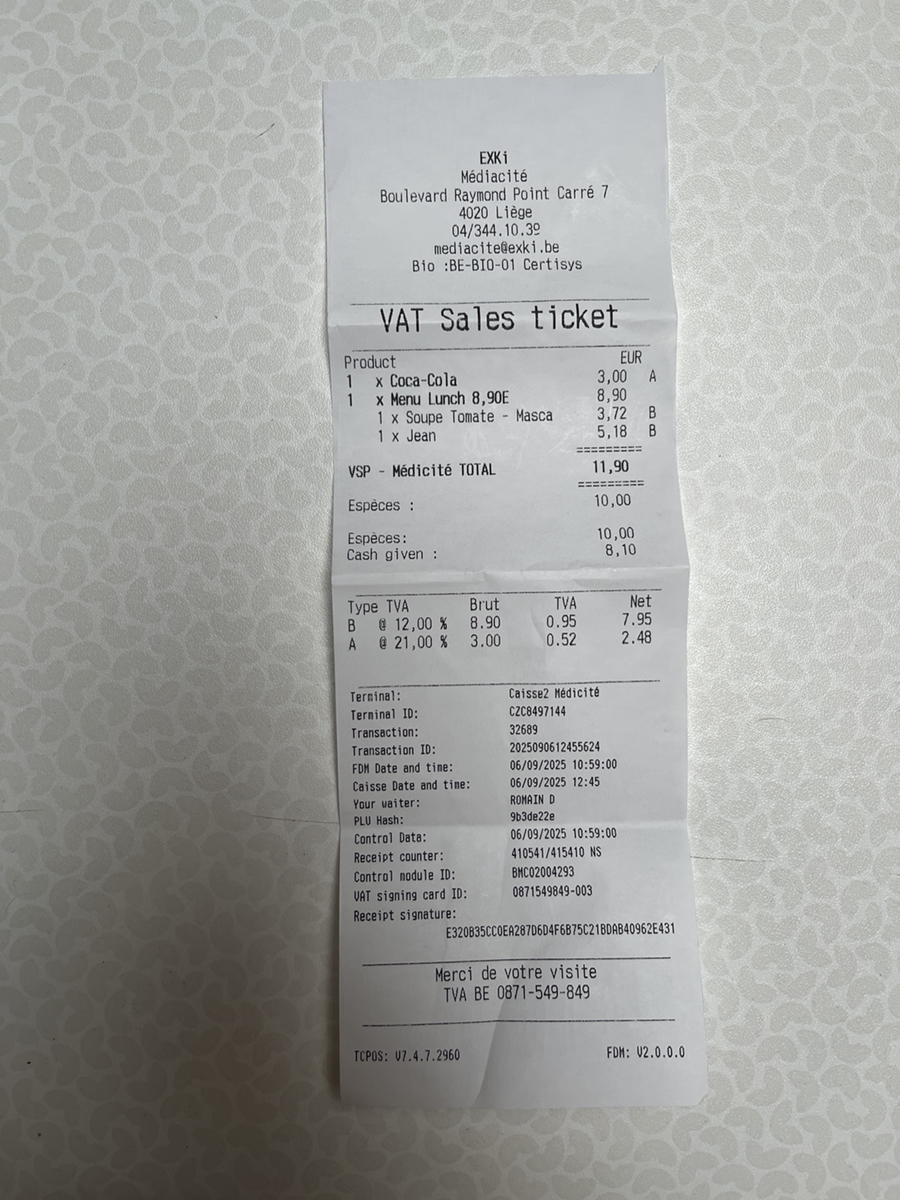 EXKi
Médiacité
Boulevard Raymond Point Carré 7
4020 Liège
04/344.10.39
mediacite@exki.be
Bio :BE-BIO-01 Certisys
VAT Sales ticket
Product EUR
1 x Coca-Cola 3,00 A
1 x Menu Lunch 8,90E 8,90
1 x Soupe Tomate - Masca 3,72 B
1 x Jean 5,18 B
=========
VSP - Médicité TOTAL 11,90
=========
Espèces : 10,00
Espèces: 10,00
Cash given : 8,10
Type TVA Brut TVA Net
B @ 12,00 % 8.90 0.95 7.95
A @ 21,00 % 3.00 0.52 2.48
Terminal: Caisse2 Médicité
Terminal ID: CZC8497144
Transaction: 32689
Transaction ID: 2025090612455624
FDM Date and time: 06/09/2025 10:59:00
Caisse Date and time: 06/09/2025 12:45
Your waiter: ROMAIN D
PLU Hash: 9b3de22e
Control Data: 06/09/2025 10:59:00
Receipt counter: 410541/415410 NS
Control module ID: BMC02004293
VAT signing card ID: 0871549849-003
Receipt signature:
E320B35CC0EA287D6D4F6B75C21BDAB40962E431
Merci de votre visite
TVA BE 0871-549-849
TCPOS: V7.4.7.2960 FDM: V2.0.0.0